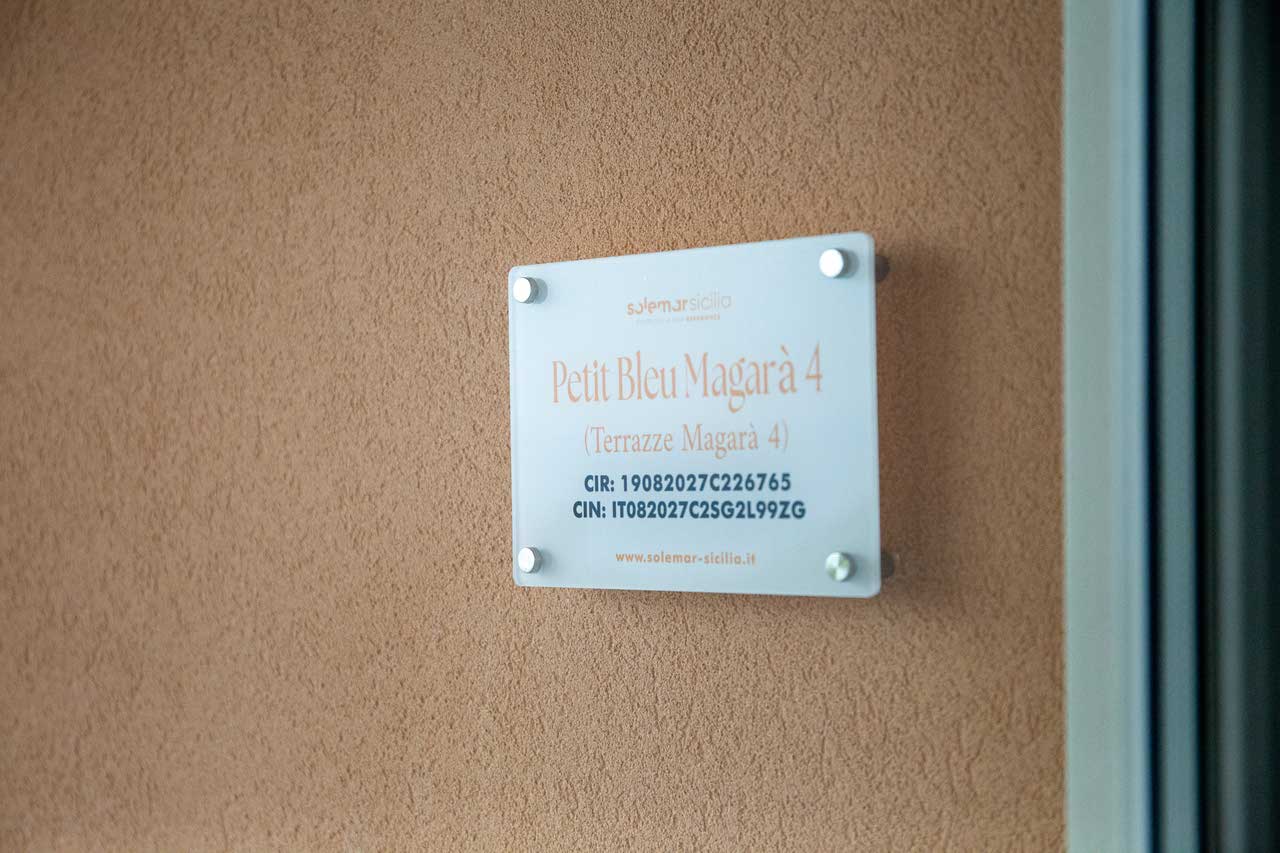 solemarsicilia
Petit Bleu Magarà 4
(Terrazze Magarà 4)
CIR: 19082027C226765
CIN: IT082027C2SG2L99ZG
www.solemar-sicilia.it